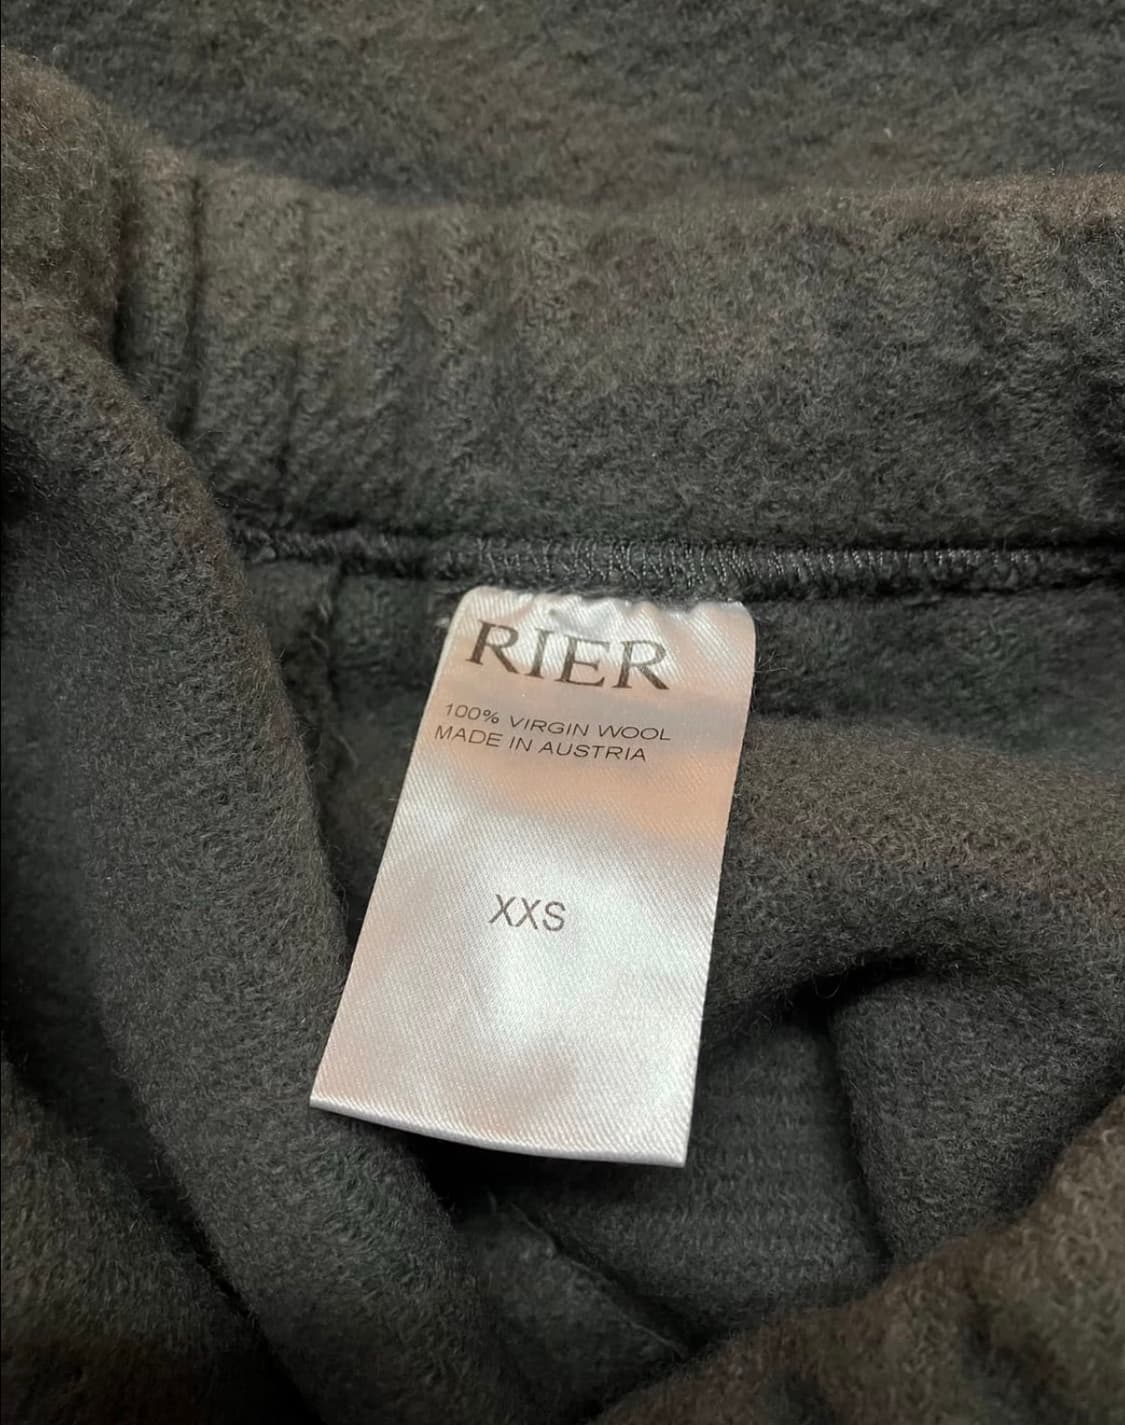 RIER
100% VIRGIN WOOL
MADE IN AUSTRIA
XXS